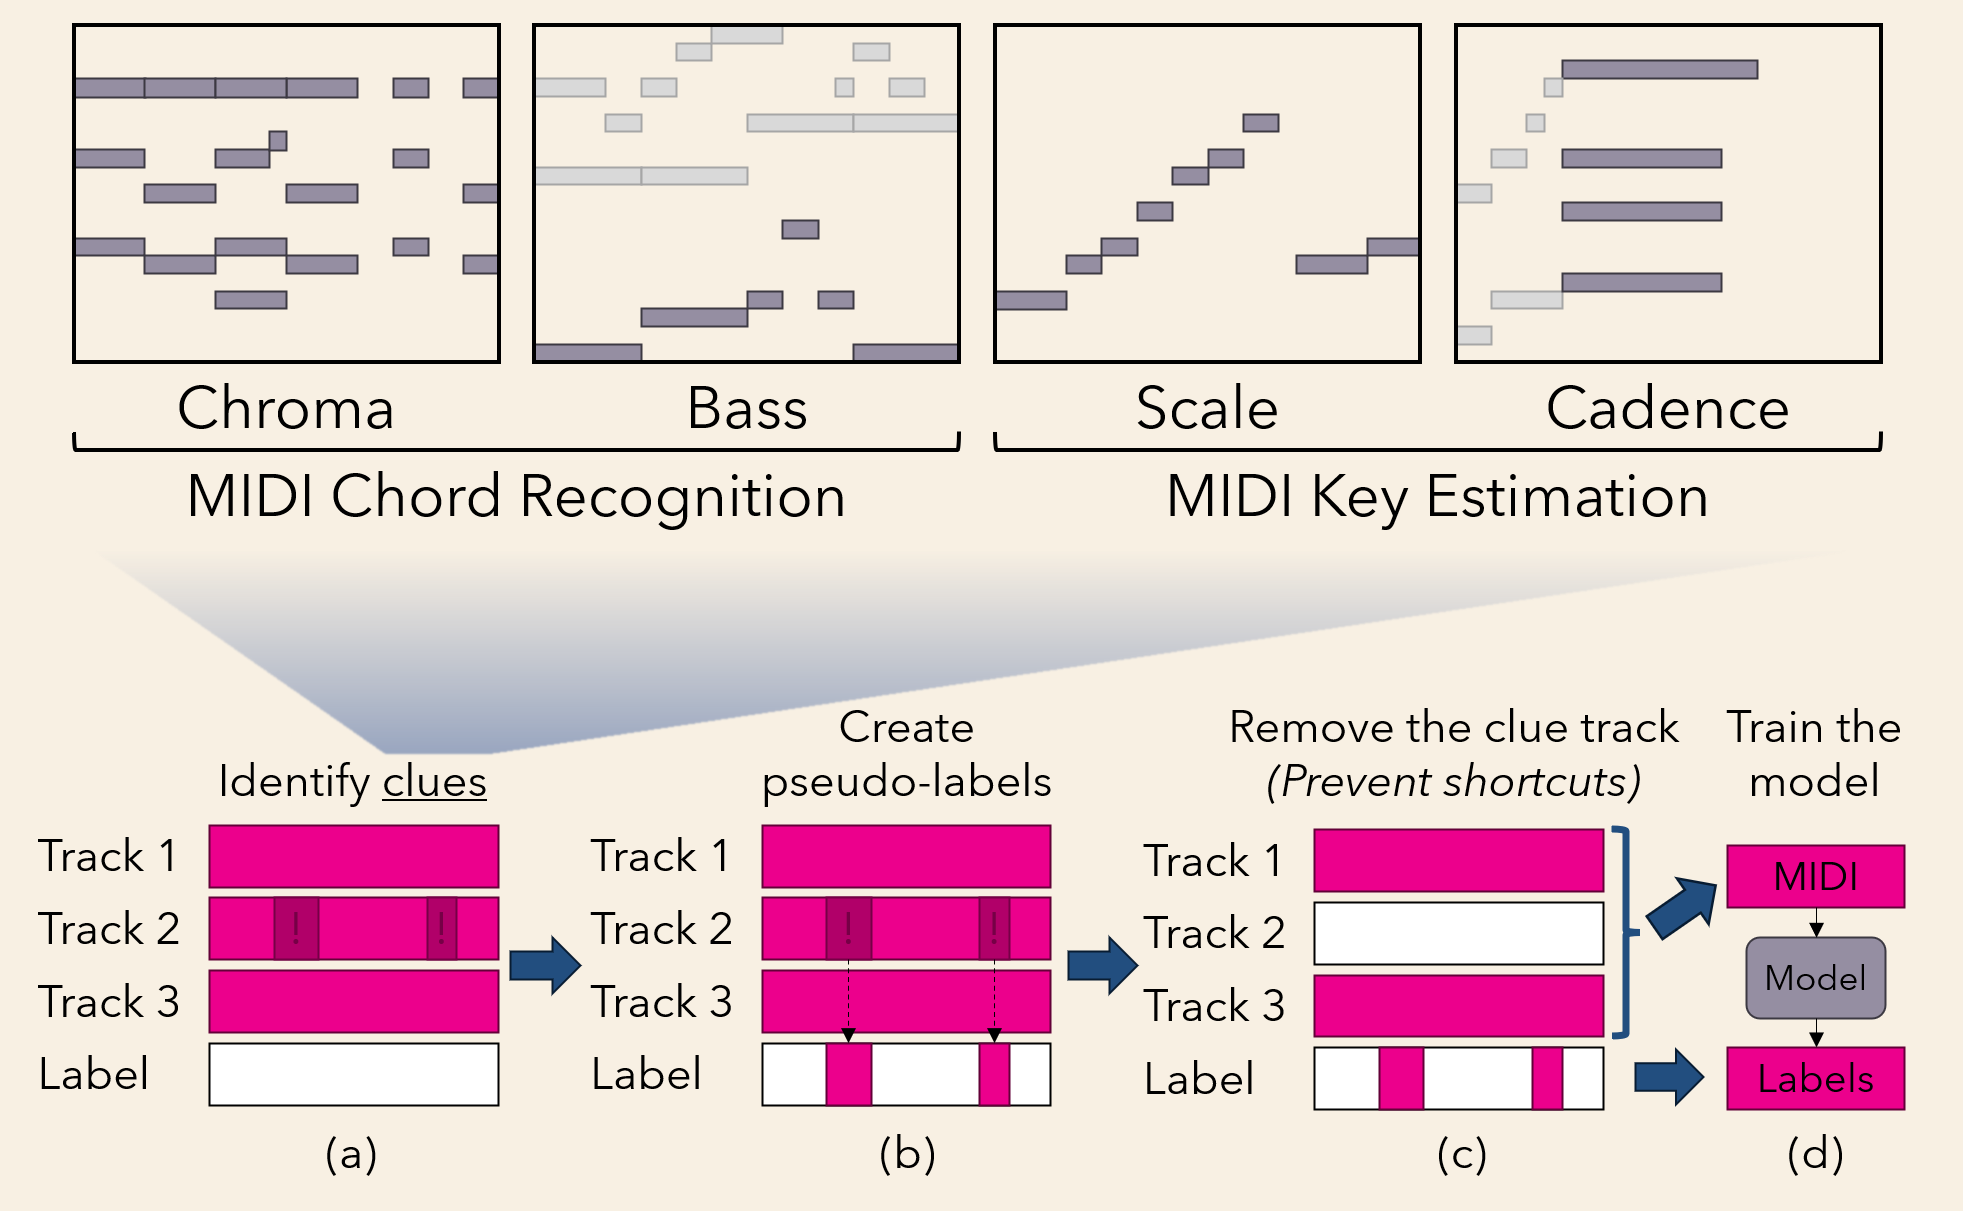 Chroma
Bass
Scale
Cadence
MIDI Chord Recognition
MIDI Key Estimation
Identify clues
Track 1
Track 2
! !
Track 3
Label
(a)
Create
pseudo-labels
Track 1
Track 2
! !
Track 3
Label
(b)
Remove the clue track
(Prevent shortcuts)
Track 1
Track 2
Track 3
Label
(c)
Train the
model
MIDI
Model
Labels
(d)